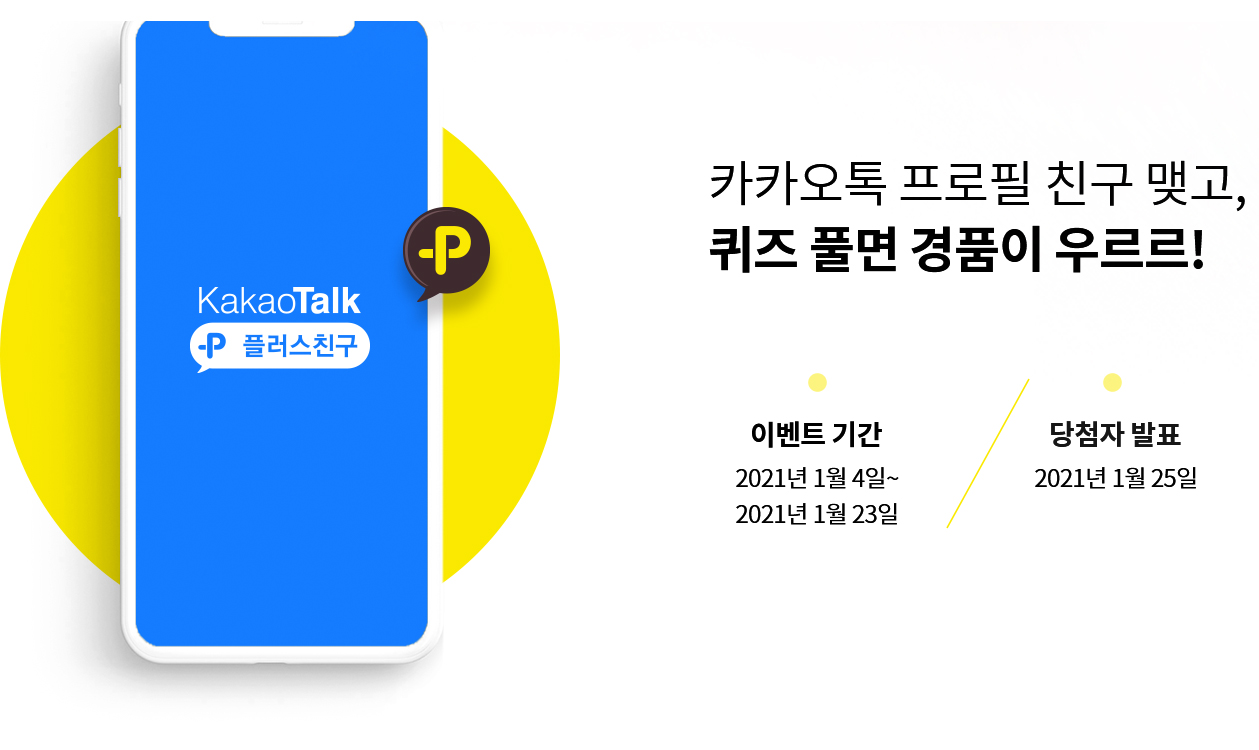 카카오톡 프로필 친구 맺고,
퀴즈 풀면 경품이 우르르!
KakaoTalk
플러스친구
이벤트 기간
2021년 1월 4일~
2021년 1월 23일
당첨자 발표
2021년 1월 25일